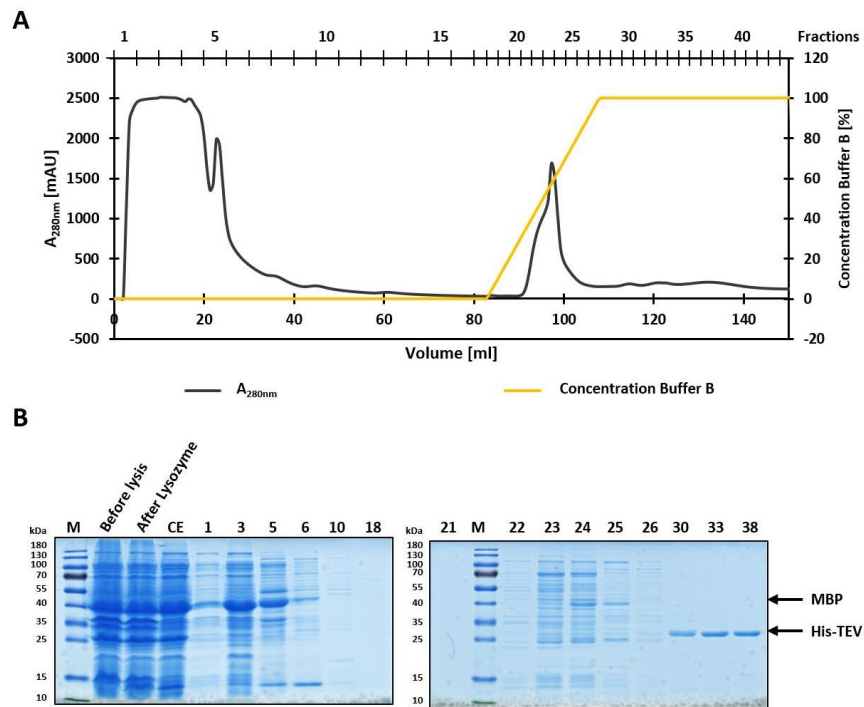 A
1 5 10 15 20 25 30 35 40 Fractions
3000 120
2500 100
2000 80
1500 60
1000 40
500 20
0 0
-500 -20
0 20 40 60 80 100 120 140
A280nm [mAU]
Concentration Buffer B [%]
Volume [ml]
A280nm Concentration Buffer B
B
kDa M Before lysis After Lysozyme CE 1 3 5 6 10 18
180
130
100
70
55
40
35
25
15
10
kDa 21 M 22 23 24 25 26 30 33 38
180
130
100
70
55
40
35
25
15
10
MBP
His-TEV